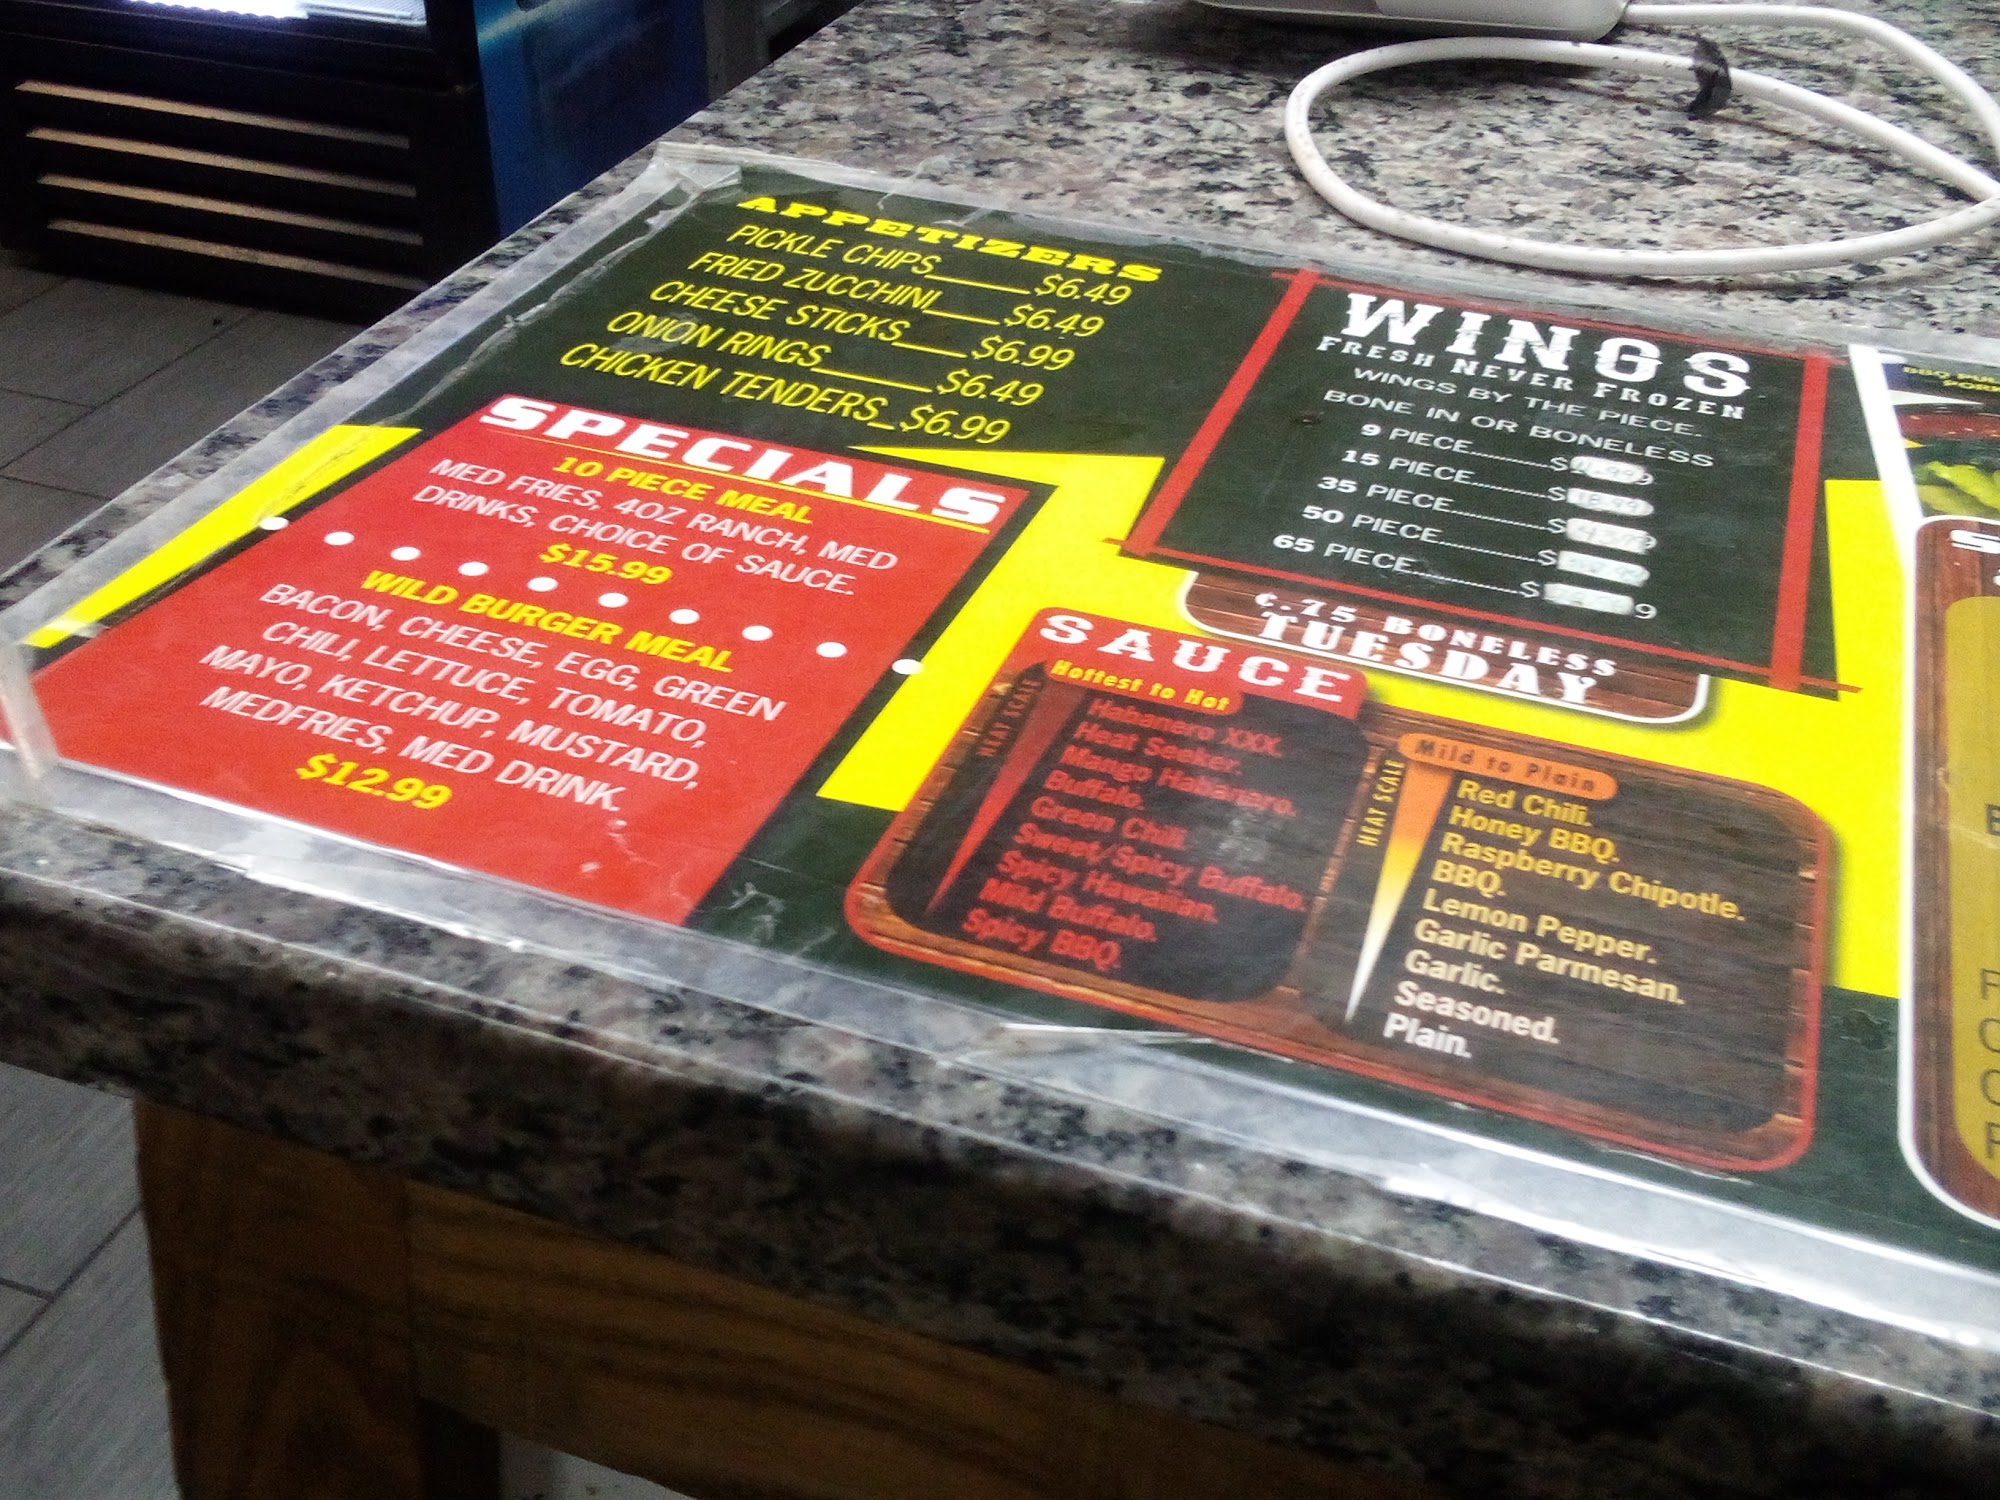 APPETIZERS
PICKLE CHIPS $6.49
FRIED ZUCCHINI $6.49
CHEESE STICKS $6.99
ONION RINGS $6.49
CHICKEN TENDERS $6.99
SPECIALS
10 PIECE MEAL
MED FRIES, 4OZ RANCH, MED
DRINKS, CHOICE OF SAUCE.
$15.99
WILD BURGER MEAL
BACON, CHEESE, EGG, GREEN
CHILI, LETTUCE, TOMATO,
MAYO, KETCHUP, MUSTARD,
MEDFRIES, MED DRINK.
$12.99
WINGS
FRESH NEVER FROZEN
WINGS BY THE PIECE.
BONE IN OR BONELESS
9 PIECE $
15 PIECE $
35 PIECE $
50 PIECE $
65 PIECE $
¢.75 BONELESS
TUESDAY
SAUCE
Hottest to Hot
HEAT SCALE
Habanero XXX.
Heat Seeker.
Mango Habanero.
Buffalo.
Green Chili.
Sweet/Spicy Buffalo.
Spicy Hawaiian.
Mild Buffalo.
Spicy BBQ.
Mild to Plain
HEAT SCALE
Red Chili.
Honey BBQ.
Raspberry Chipotle.
BBQ.
Lemon Pepper.
Garlic Parmesan.
Garlic.
Seasoned.
Plain.